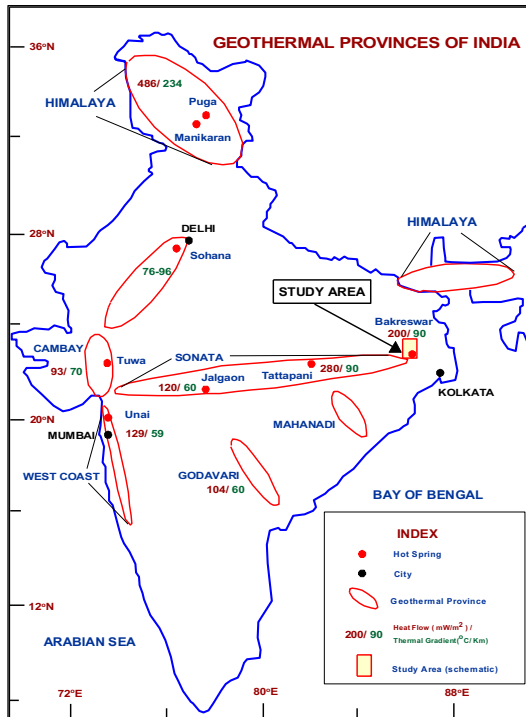 GEOTHERMAL PROVINCES OF INDIA
36°N
486/ 234
HIMALAYA
Puga
Manikaran
28°N
DELHI
Sohana
76-96
HIMALAYA
STUDY AREA
Bakreswar
200/ 90
CAMBAY
93/ 70
Tuwa
SONATA
280/ 90
Tattapani
Jalgaon
120/ 60
KOLKATA
20°N
Unai
MUMBAI
129/ 59
MAHANADI
WEST COAST
GODAVARI
104/ 60
BAY OF BENGAL
INDEX
Hot Spring
City
Geothermal Province
200/ 90
Heat Flow ( mW/m² ) /
Thermal Gradient(°C/ Km)
Study Area (schematic)
12°N
ARABIAN SEA
72°E
80°E
88°E